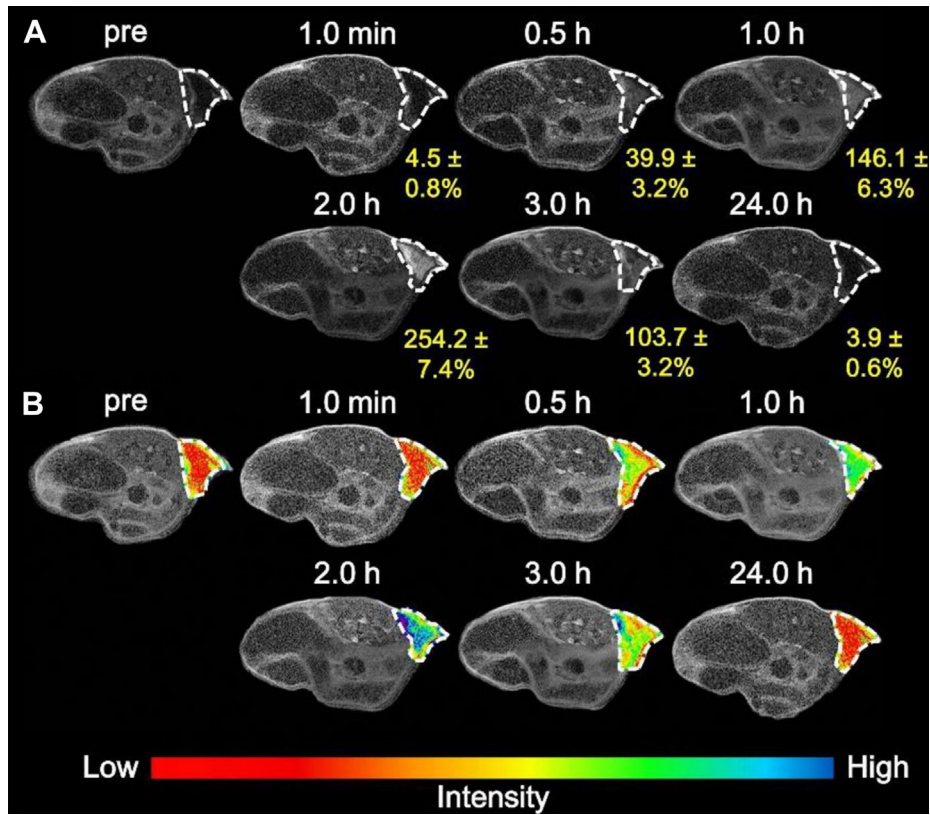 A
pre
1.0 min
0.5 h
1.0 h
4.5 ±
0.8%
39.9 ±
3.2%
146.1 ±
6.3%
2.0 h
3.0 h
24.0 h
254.2 ±
7.4%
103.7 ±
3.2%
3.9 ±
0.6%
B
pre
1.0 min
0.5 h
1.0 h
2.0 h
3.0 h
24.0 h
Low
High
Intensity